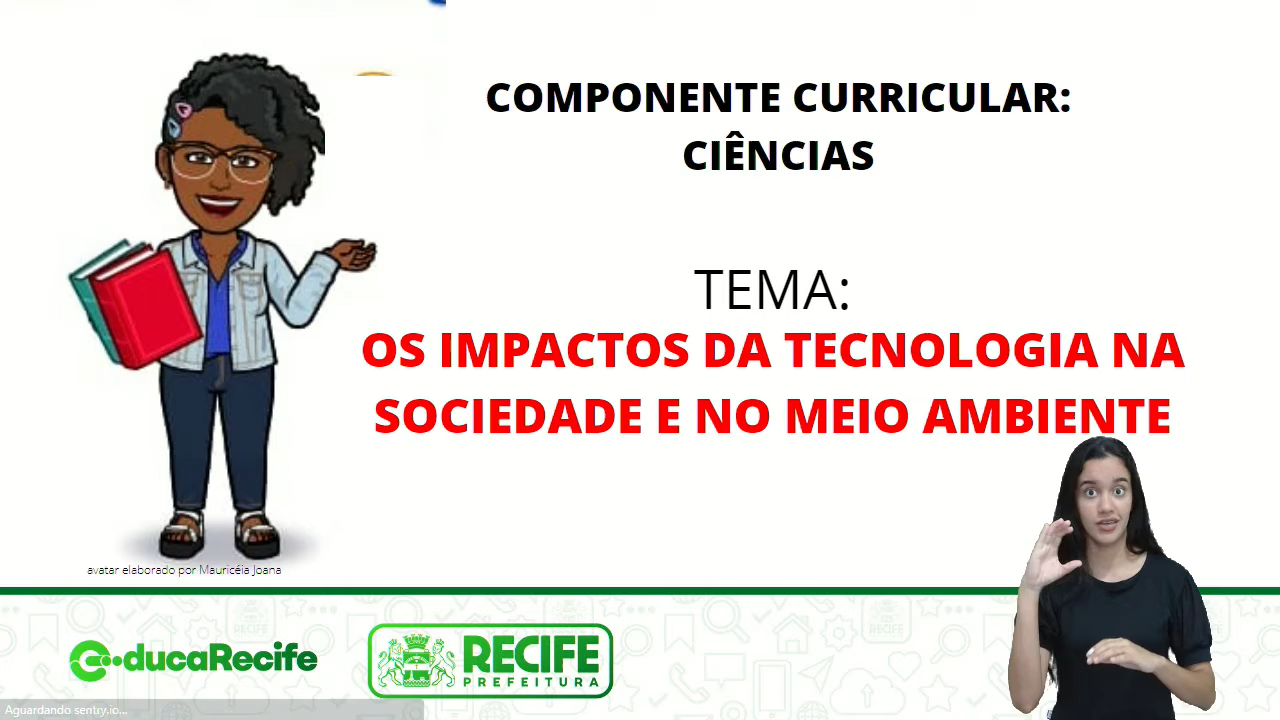 COMPONENTE CURRICULAR:
CIÊNCIAS
TEMA:
OS IMPACTOS DA TECNOLOGIA NA
SOCIEDADE E NO MEIO AMBIENTE
avatar elaborado por Mauricéia Joana
ducaRecife
RECIFE
PREFEITURA
Aguardando sentry.io...